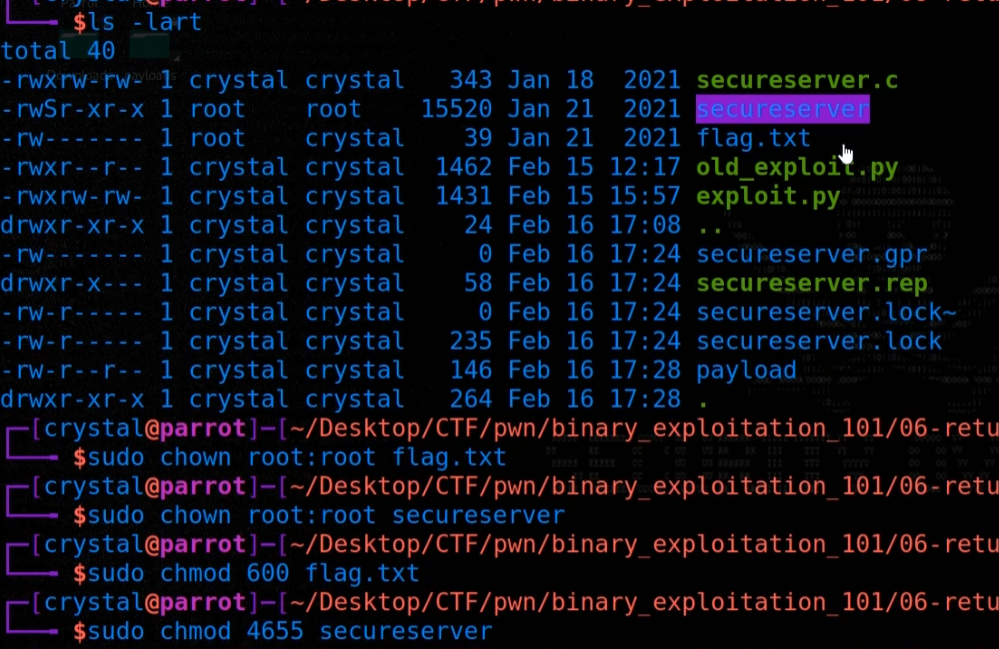 [crystal@parrot]─[~/Desktop/CTF/pwn/binary_exploitation_101/06-retu
$ls -lart
total 40
-rwxrw-rw- 1 crystal crystal 343 Jan 18 2021 secureserver.c
-rwSr-xr-x 1 root root 15520 Jan 21 2021 secureserver
-rw------- 1 root crystal 39 Jan 21 2021 flag.txt
-rwxr--r-- 1 crystal crystal 1462 Feb 15 12:17 old_exploit.py
-rwxrw-rw- 1 crystal crystal 1431 Feb 15 15:57 exploit.py
drwxr-xr-x 1 crystal crystal 24 Feb 16 17:08 ..
-rw------- 1 crystal crystal 0 Feb 16 17:24 secureserver.gpr
drwxr-x--- 1 crystal crystal 58 Feb 16 17:24 secureserver.rep
-rw-r----- 1 crystal crystal 0 Feb 16 17:24 secureserver.lock~
-rw-r----- 1 crystal crystal 235 Feb 16 17:24 secureserver.lock
-rw-r--r-- 1 crystal crystal 146 Feb 16 17:28 payload
drwxr-xr-x 1 crystal crystal 264 Feb 16 17:28 .
[crystal@parrot]─[~/Desktop/CTF/pwn/binary_exploitation_101/06-retu
$sudo chown root:root flag.txt
[crystal@parrot]─[~/Desktop/CTF/pwn/binary_exploitation_101/06-retu
$sudo chown root:root secureserver
[crystal@parrot]─[~/Desktop/CTF/pwn/binary_exploitation_101/06-retu
$sudo chmod 600 flag.txt
[crystal@parrot]─[~/Desktop/CTF/pwn/binary_exploitation_101/06-retu
$sudo chmod 4655 secureserver